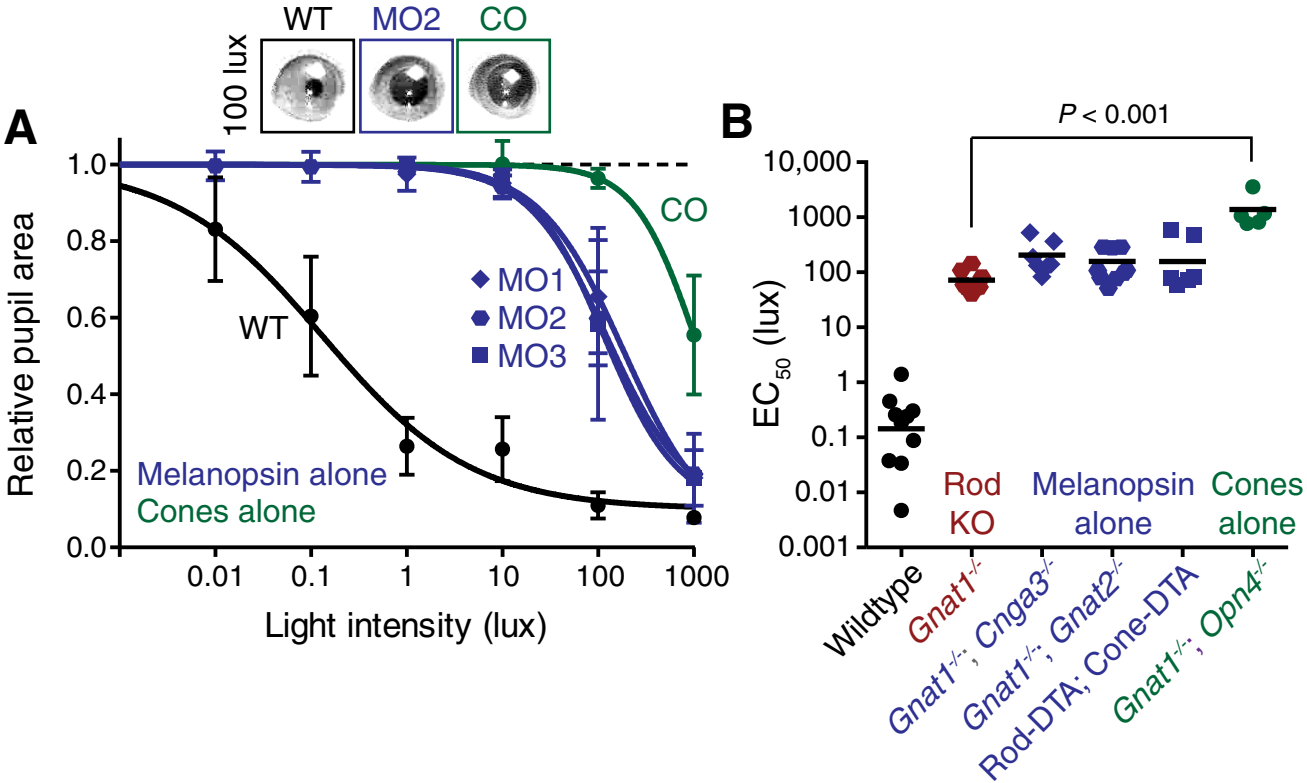 A
100 lux
WT
MO2
CO
Relative pupil area
1.0
0.8
0.6
0.4
0.2
0.0
WT
CO
MO1
MO2
MO3
Melanopsin alone
Cones alone
0.01 0.1 1 10 100 1000
Light intensity (lux)
B
P < 0.001
EC50 (lux)
10,000
1000
100
10
1
0.1
0.01
0.001
Rod
KO
Melanopsin
alone
Cones
alone
Wildtype
Gnat1-/-
Gnat1-/-; Cnga3-/-
Gnat1-/-; Gnat2-/-
Rod-DTA; Cone-DTA
Gnat1-/-; Opn4-/-